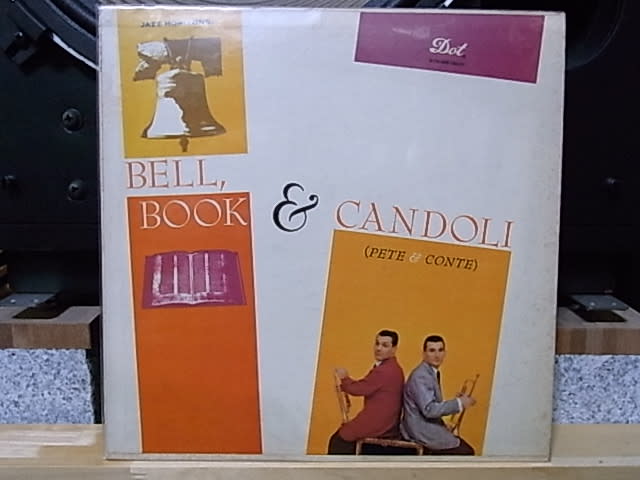 JAZZ HORIZONS
Dot
BELL,
BOOK
& CANDOLI
(PETE & CONTE)